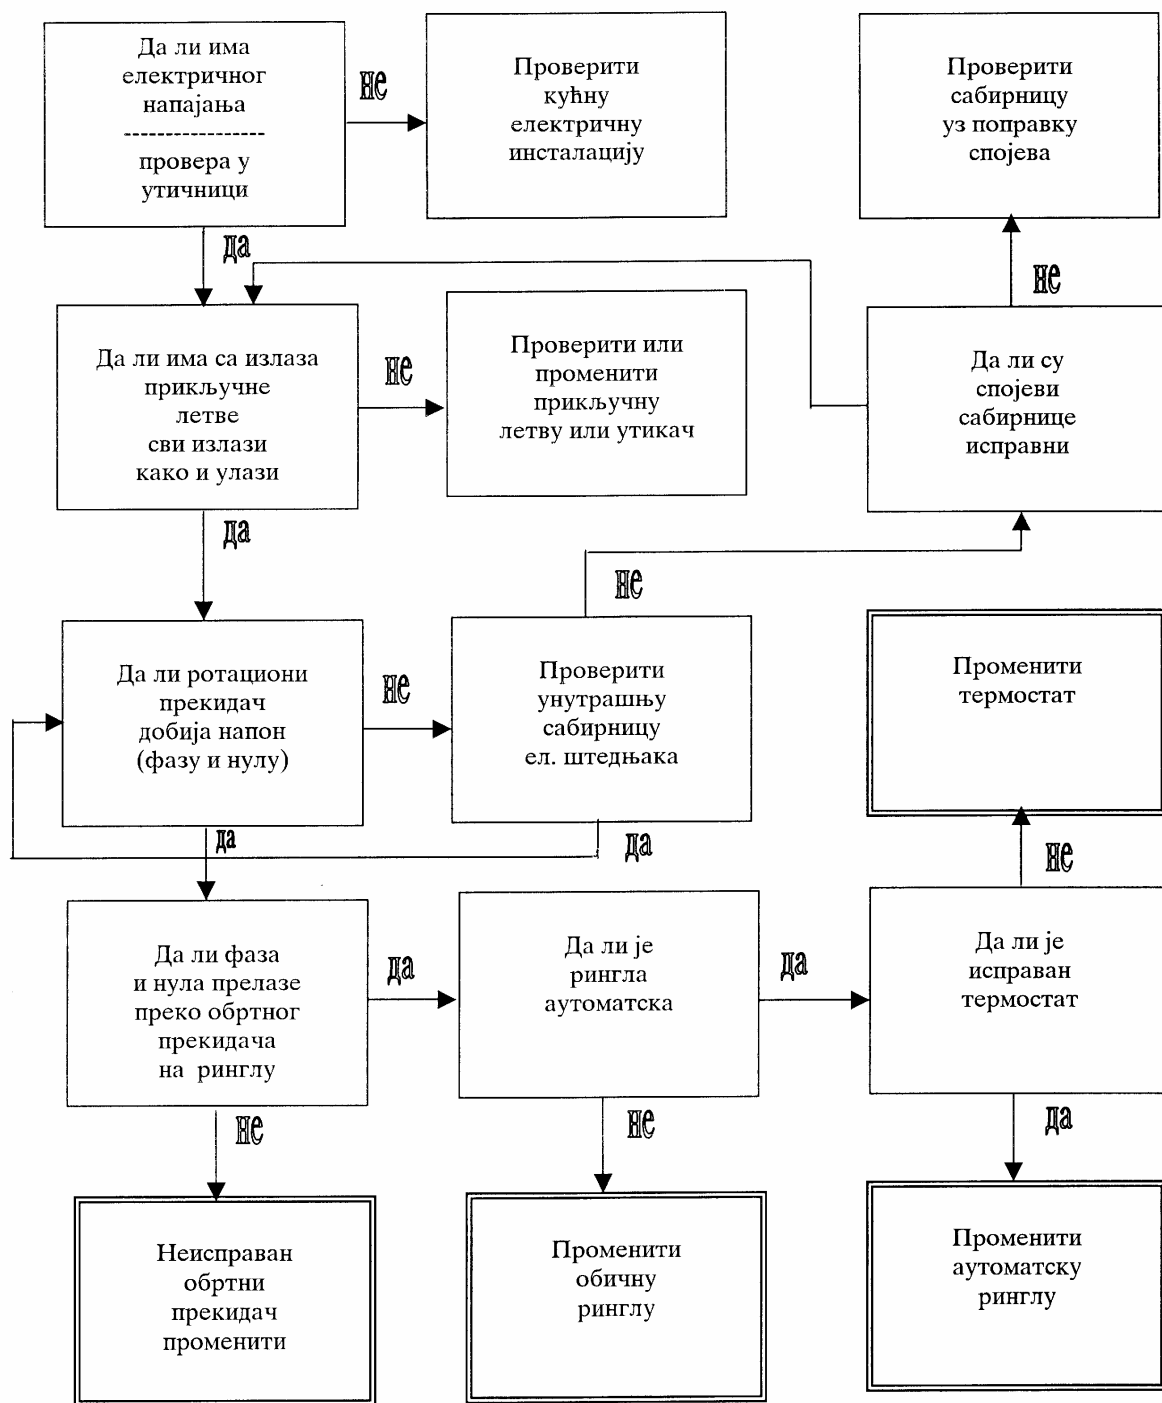 Да ли има
електричног
напајања
-----------------
провера у
утичници
не
Проверити
кућну
електричну
инсталацију
Проверити
сабирницу
уз поправку
спојева
да
не
Да ли има са излаза
прикључне
летве
сви излази
како и улази
не
Проверити или
променити
прикључну
летву или утикач
Да ли су
спојеви
сабирнице
исправни
да
не
Да ли ротациони
прекидач
добија напон
(фазу и нулу)
не
Проверити
унутрашњу
сабирницу
ел. штедњака
Променити
термостат
да
да
не
Да ли фаза
и нула прелазе
преко обртног
прекидача
на ринглу
да
Да ли је
рингла
аутоматска
да
Да ли је
исправан
термостат
не
не
да
Неисправан
обртни
прекидач
променити
Променити
обичну
ринглу
Променити
аутоматску
ринглу